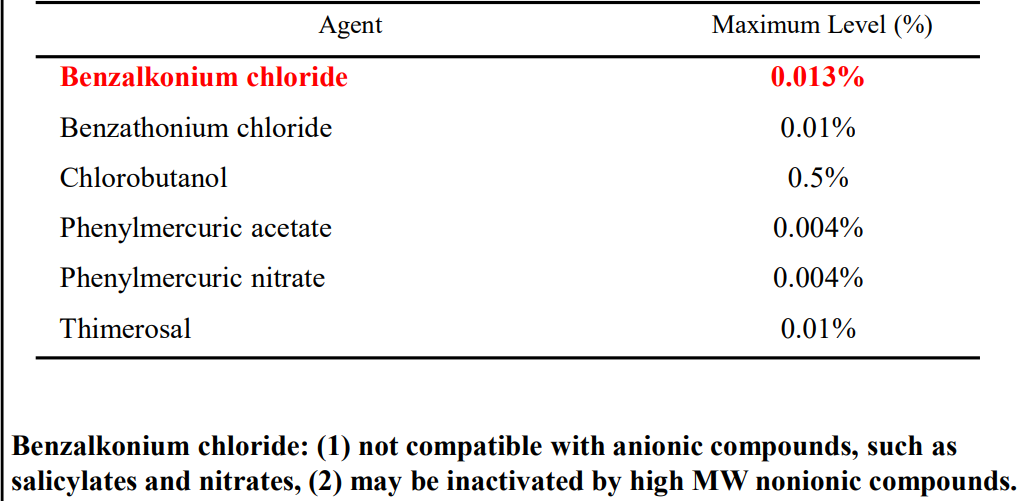 Agent Maximum Level (%)
Benzalkonium chloride 0.013%
Benzathonium chloride 0.01%
Chlorobutanol 0.5%
Phenylmercuric acetate 0.004%
Phenylmercuric nitrate 0.004%
Thimerosal 0.01%
Benzalkonium chloride: (1) not compatible with anionic compounds, such as
salicylates and nitrates, (2) may be inactivated by high MW nonionic compounds.